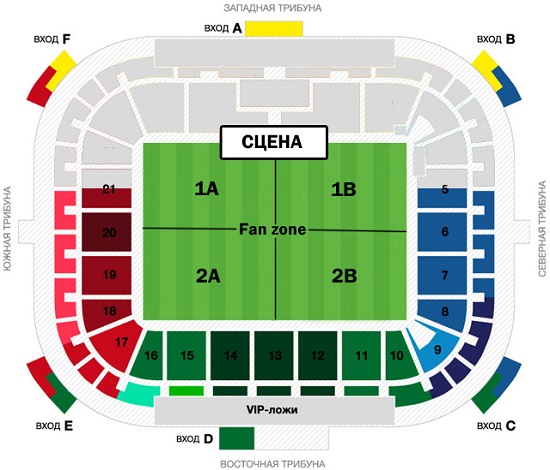 ЗАПАДНАЯ ТРИБУНА
ВХОД A
ВХОД F
ВХОД B
СЦЕНА
1A
1B
Fan zone
2A
2B
21
20
19
18
17
16
15
14
13
12
11
10
9
8
7
6
5
ЮЖНАЯ ТРИБУНА
СЕВЕРНАЯ ТРИБУНА
VIP-ложи
ВХОД E
ВХОД D
ВХОД C
ВОСТОЧНАЯ ТРИБУНА